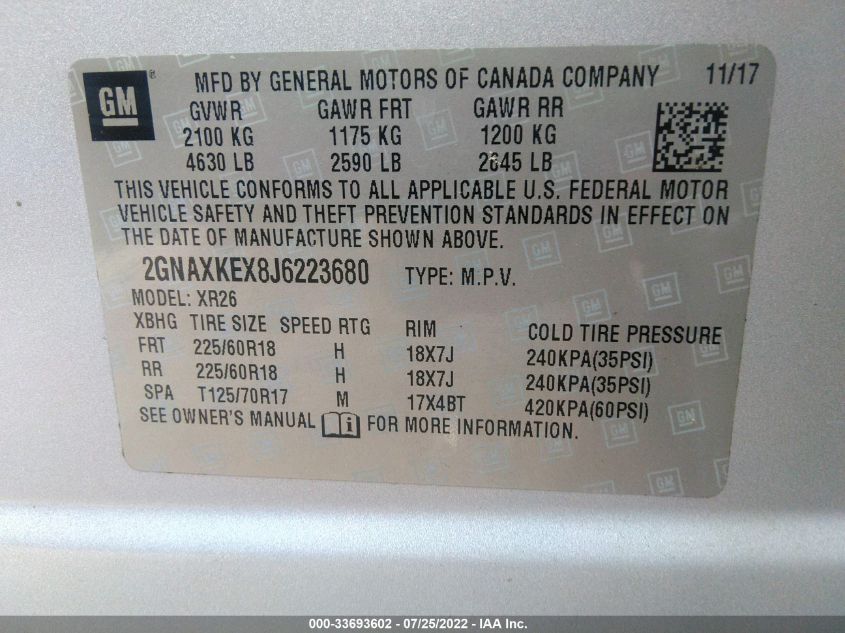 GM ®
MFD BY GENERAL MOTORS OF CANADA COMPANY 11/17
GVWR GAWR FRT GAWR RR
2100 KG 1175 KG 1200 KG
4630 LB 2590 LB 2645 LB
THIS VEHICLE CONFORMS TO ALL APPLICABLE U.S. FEDERAL MOTOR
VEHICLE SAFETY AND THEFT PREVENTION STANDARDS IN EFFECT ON
THE DATE OF MANUFACTURE SHOWN ABOVE.
2GNAXKEX8J6223680 TYPE: M.P.V.
MODEL: XR26
XBHG TIRE SIZE SPEED RTG RIM COLD TIRE PRESSURE
FRT 225/60R18 H 18X7J 240KPA(35PSI)
RR 225/60R18 H 18X7J 240KPA(35PSI)
SPA T125/70R17 M 17X4BT 420KPA(60PSI)
SEE OWNER'S MANUAL i FOR MORE INFORMATION.
000-33693602 - 07/25/2022 - IAA Inc.